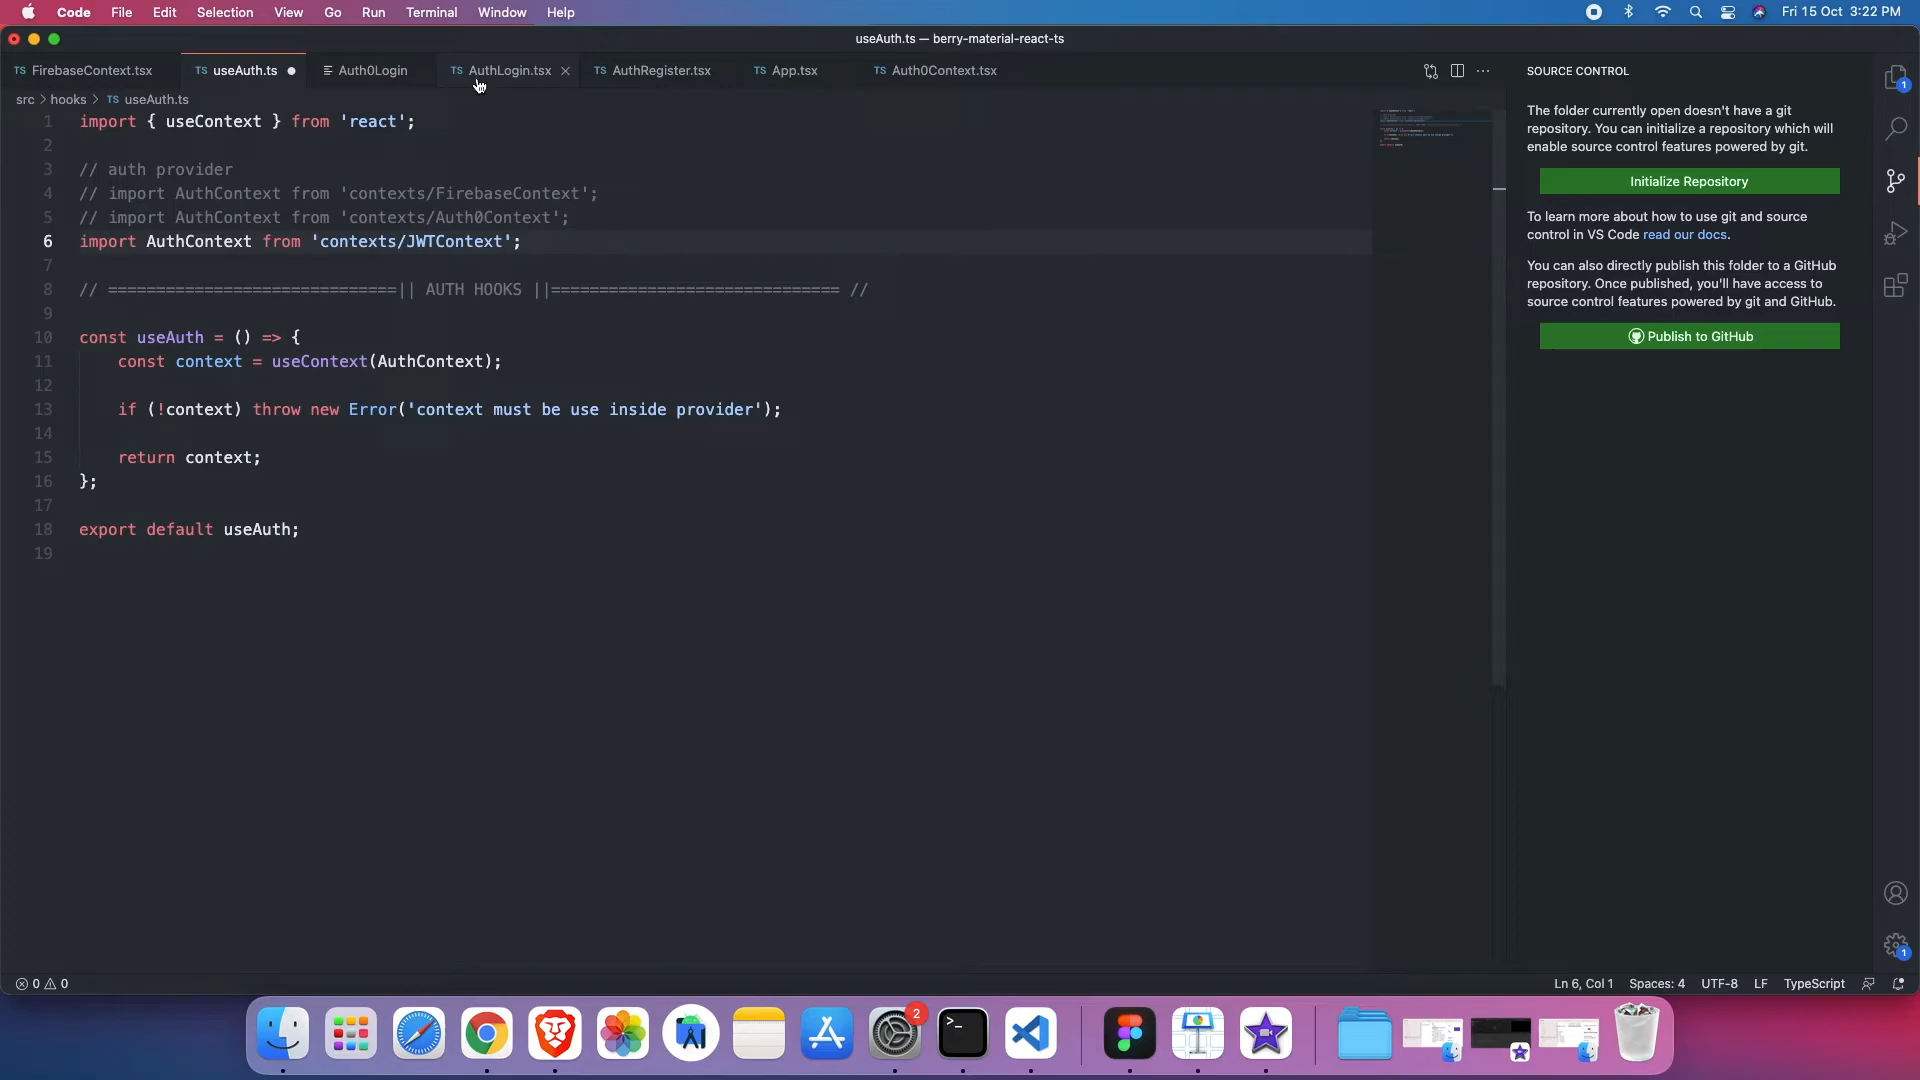 Code File Edit Selection View Go Run Terminal Window Help Fri 15 Oct 3:22 PM
useAuth.ts — berry-material-react-ts
TS FirebaseContext.tsx TS useAuth.ts Auth0Login TS AuthLogin.tsx TS AuthRegister.tsx TS App.tsx TS Auth0Context.tsx
src > hooks > TS useAuth.ts
1 import { useContext } from 'react';
2
3 // auth provider
4 // import AuthContext from 'contexts/FirebaseContext';
5 // import AuthContext from 'contexts/Auth0Context';
6 import AuthContext from 'contexts/JWTContext';
7
8 // ==============================|| AUTH HOOKS ||============================== //
9
10 const useAuth = () => {
11 const context = useContext(AuthContext);
12
13 if (!context) throw new Error('context must be use inside provider');
14
15 return context;
16 };
17
18 export default useAuth;
19
SOURCE CONTROL
The folder currently open doesn't have a git
repository. You can initialize a repository which will
enable source control features powered by git.
Initialize Repository
To learn more about how to use git and source
control in VS Code read our docs.
You can also directly publish this folder to a GitHub
repository. Once published, you'll have access to
source control features powered by git and GitHub.
Publish to GitHub
1
1
0 0
Ln 6, Col 1 Spaces: 4 UTF-8 LF TypeScript
2